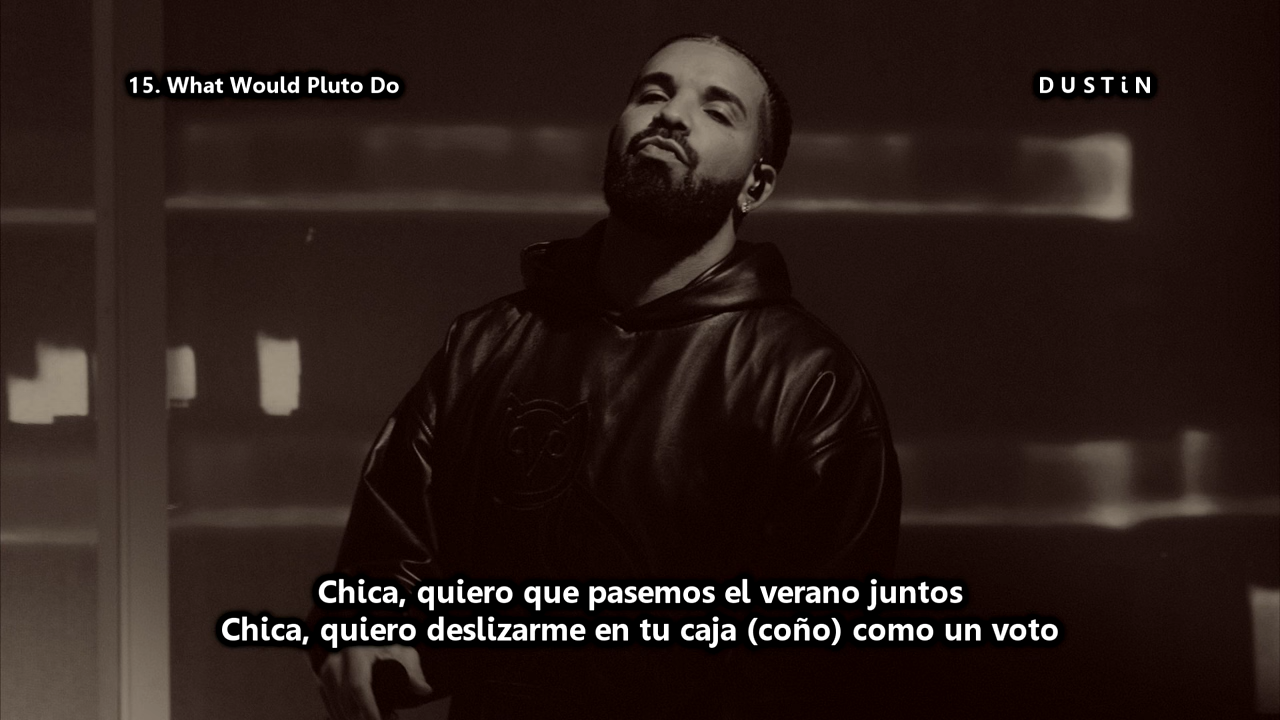 15. What Would Pluto Do
DUSTiN
Chica, quiero que pasemos el verano juntos
Chica, quiero deslizarme en tu caja (coño) como un voto